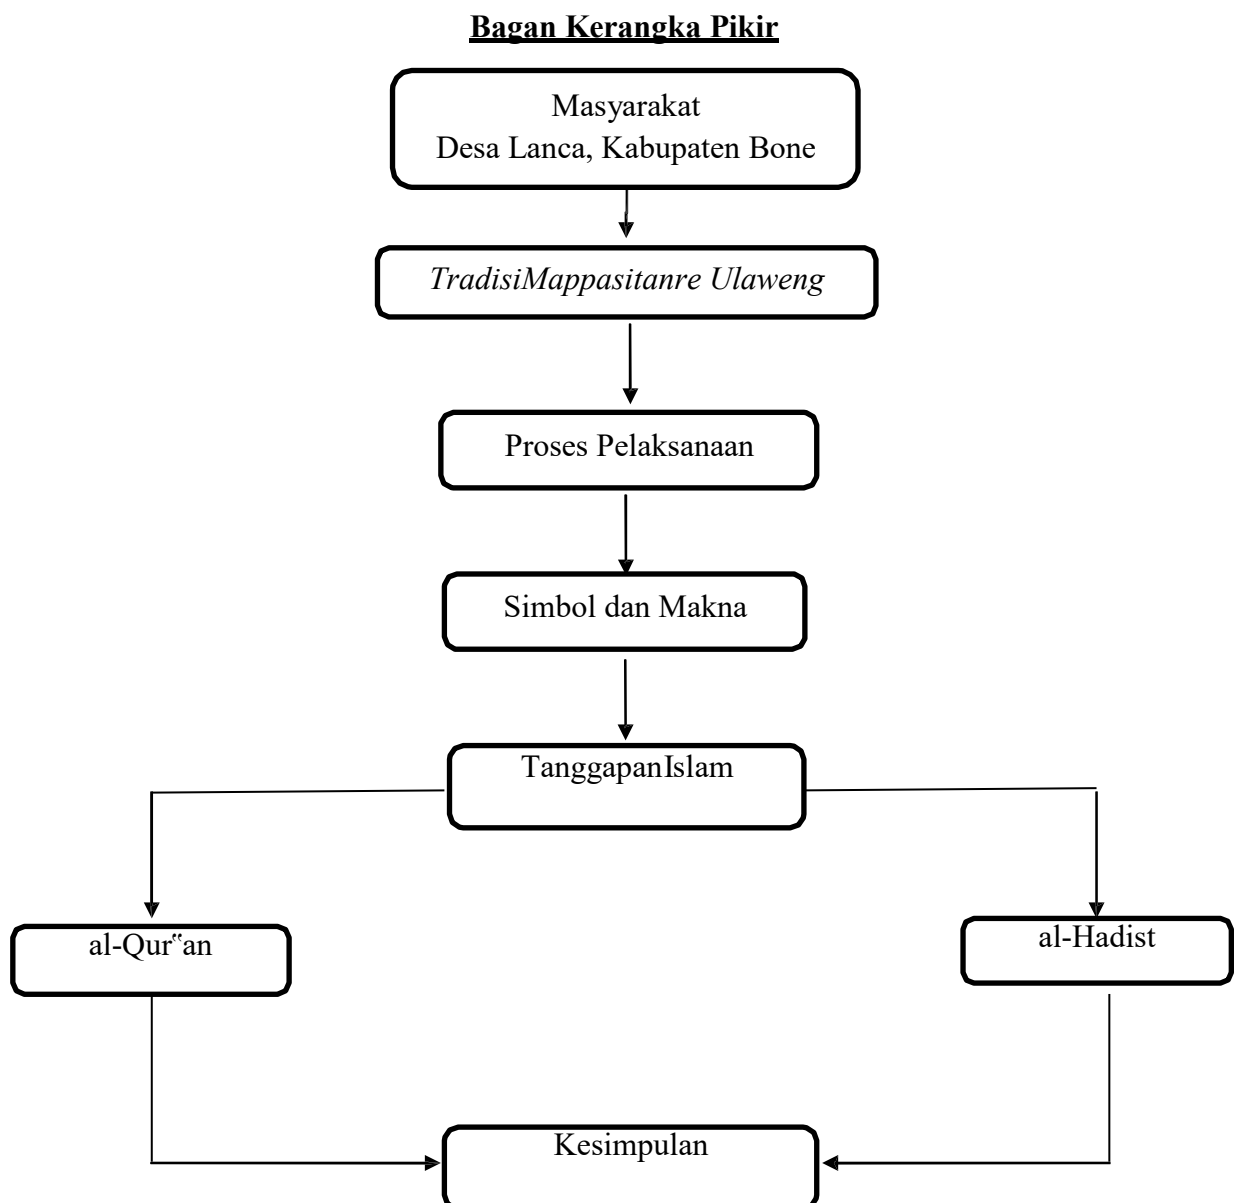 Bagan Kerangka Pikir
Masyarakat
Desa Lanca, Kabupaten Bone
TradisiMappasitanre Ulaweng
Proses Pelaksanaan
Simbol dan Makna
TanggapanIslam
al-Qur‟an
al-Hadist
Kesimpulan